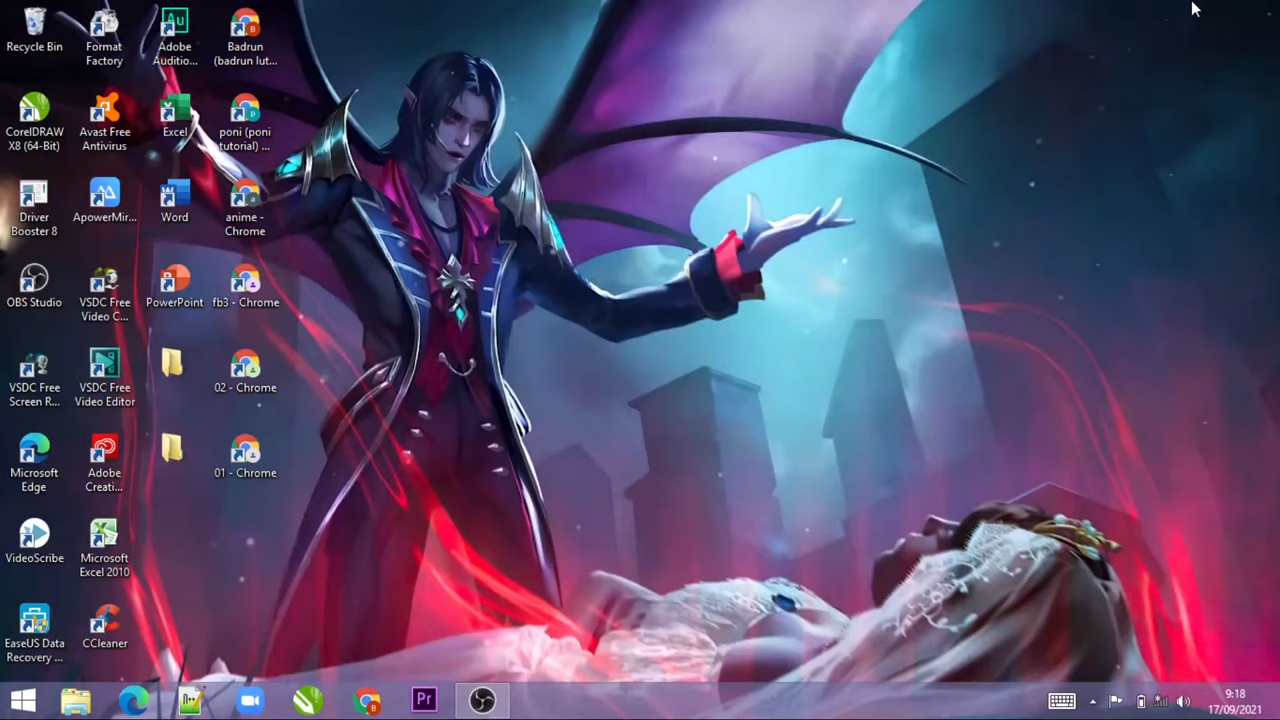 Recycle Bin
Format
Factory
Au
Adobe
Auditio...
B
Badrun
(badrun lut...
CorelDRAW
X8 (64-Bit)
Avast Free
Antivirus
Excel
p
poni (poni
tutorial) ...
Driver
Booster 8
ApowerMir...
Word
a
anime -
Chrome
OBS Studio
VSDC Free
Video C...
PowerPoint
fb3 - Chrome
VSDC Free
Screen R...
VSDC Free
Video Editor
02 - Chrome
Microsoft
Edge
Adobe
Creati...
01 - Chrome
VideoScribe
Microsoft
Excel 2010
EaseUS Data
Recovery ...
CCleaner
B
Pr
9:18
17/09/2021